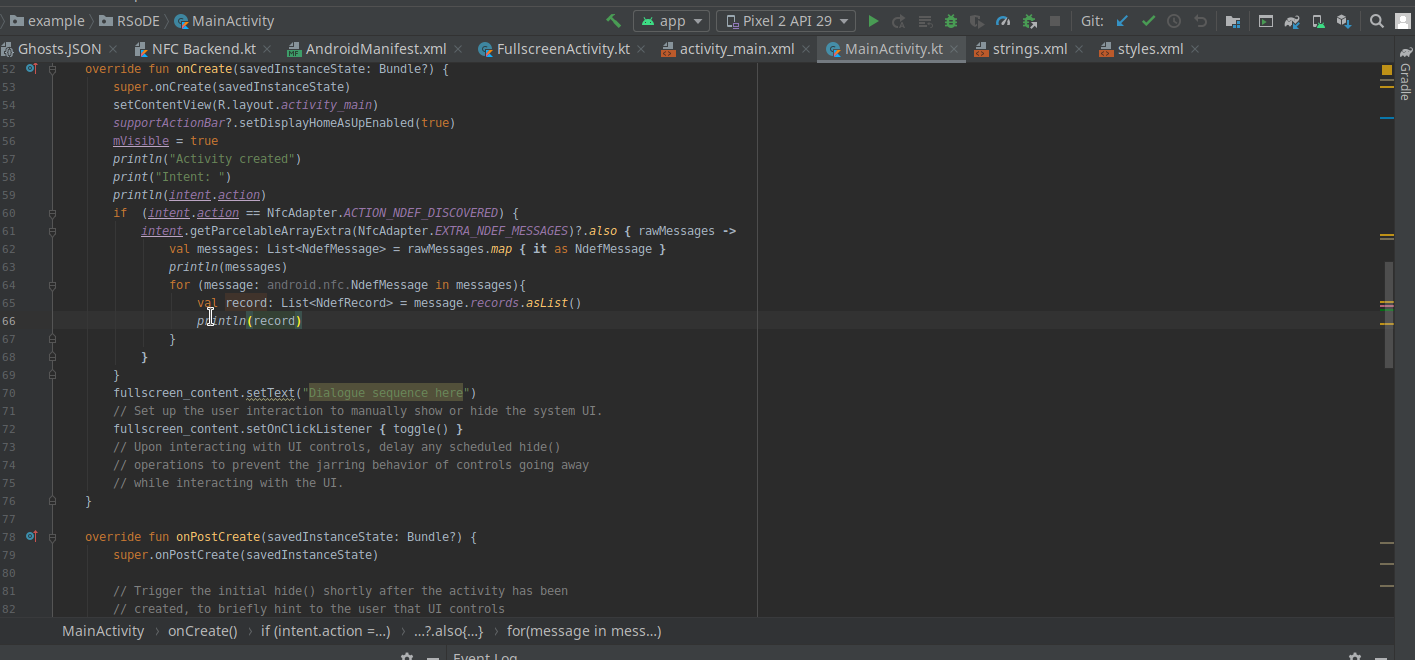 example RSoDE MainActivity app Pixel 2 API 29 Git:
Ghosts.JSON NFC Backend.kt AndroidManifest.xml FullscreenActivity.kt activity_main.xml MainActivity.kt strings.xml styles.xml
Gradle
52 override fun onCreate(savedInstanceState: Bundle?) {
53 super.onCreate(savedInstanceState)
54 setContentView(R.layout.activity_main)
55 supportActionBar?.setDisplayHomeAsUpEnabled(true)
56 mVisible = true
57 println("Activity created")
58 print("Intent: ")
59 println(intent.action)
60 if (intent.action == NfcAdapter.ACTION_NDEF_DISCOVERED) {
61 intent.getParcelableArrayExtra(NfcAdapter.EXTRA_NDEF_MESSAGES)?.also { rawMessages ->
62 val messages: List<NdefMessage> = rawMessages.map { it as NdefMessage }
63 println(messages)
64 for (message: android.nfc.NdefMessage in messages){
65 val record: List<NdefRecord> = message.records.asList()
66 println(record)
67 }
68 }
69 }
70 fullscreen_content.setText("Dialogue sequence here")
71 // Set up the user interaction to manually show or hide the system UI.
72 fullscreen_content.setOnClickListener { toggle() }
73 // Upon interacting with UI controls, delay any scheduled hide()
74 // operations to prevent the jarring behavior of controls going away
75 // while interacting with the UI.
76 }
77
78 override fun onPostCreate(savedInstanceState: Bundle?) {
79 super.onPostCreate(savedInstanceState)
80
81 // Trigger the initial hide() shortly after the activity has been
82 // created, to briefly hint to the user that UI controls
MainActivity › onCreate() › if (intent.action =...) › ...?.also{...} › for(message in mess...)
Event Log